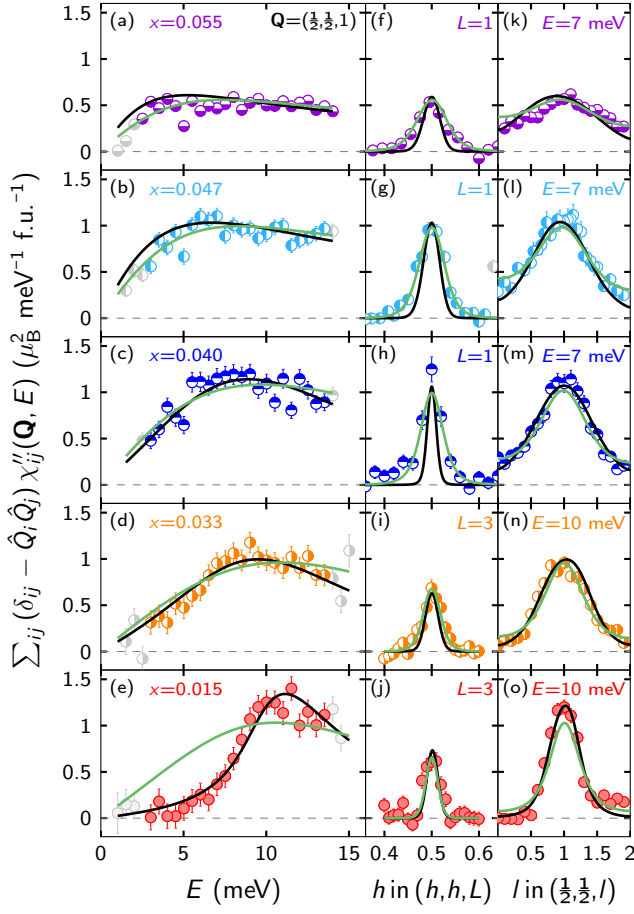 (a) x=0.055 Q=(½,½,1) (f) L=1 (k) E=7 meV
1.5
1
0.5
0
(b) x=0.047 (g) L=1 (l) E=7 meV
1.5
1
0.5
0
(c) x=0.040 (h) L=1 (m) E=7 meV
1.5
1
0.5
0
(d) x=0.033 (i) L=3 (n) E=10 meV
1.5
1
0.5
0
(e) x=0.015 (j) L=3 (o) E=10 meV
1.5
1
0.5
0
0 5 10 15 0.4 0.5 0.6 0.5 1 1.5 2
E (meV) h in (h, h, L) l in (½,½, l)
∑ij (δij − Q̂iQ̂j) χ″ij(Q, E) (μ²B meV⁻¹ f.u.⁻¹)